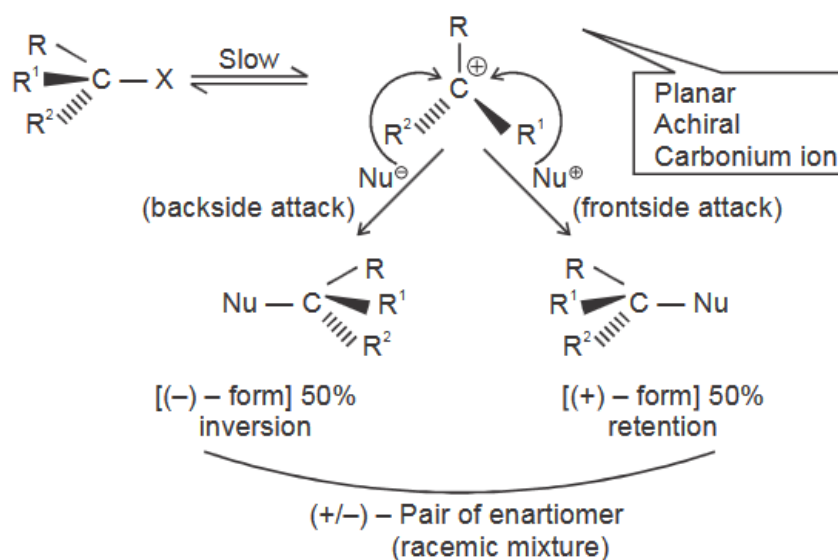 R
R¹ C – X
R²
Slow
R
C⊕
R² R¹
Nu⊖ Nu⊕
Planar
Achiral
Carbonium ion
(backside attack) (frontside attack)
R
Nu – C R¹
R²
R
R¹ C – Nu
R²
[(–) – form] 50%
inversion
[(+) – form] 50%
retention
(+/–) – Pair of enartiomer
(racemic mixture)